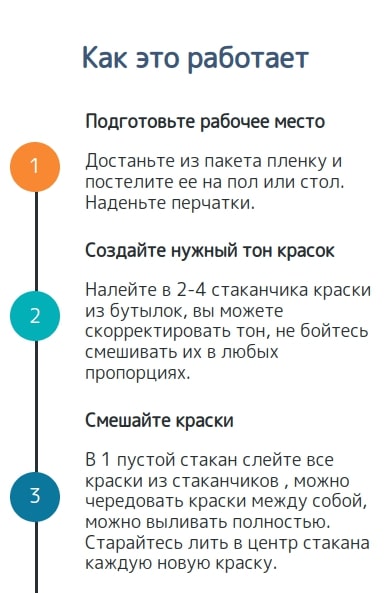 Как это работает
Подготовьте рабочее место
1
Достаньте из пакета пленку и
постелите ее на пол или стол.
Наденьте перчатки.
Создайте нужный тон красок
Налейте в 2-4 стаканчика краски
2
из бутылок, вы можете
скорректировать тон, не бойтесь
смешивать их в любых
пропорциях.
Смешайте краски
В 1 пустой стакан слейте все
краски из стаканчиков , можно
3
чередовать краски между собой,
можно выливать полностью.
Старайтесь лить в центр стакана
каждую новую краску.